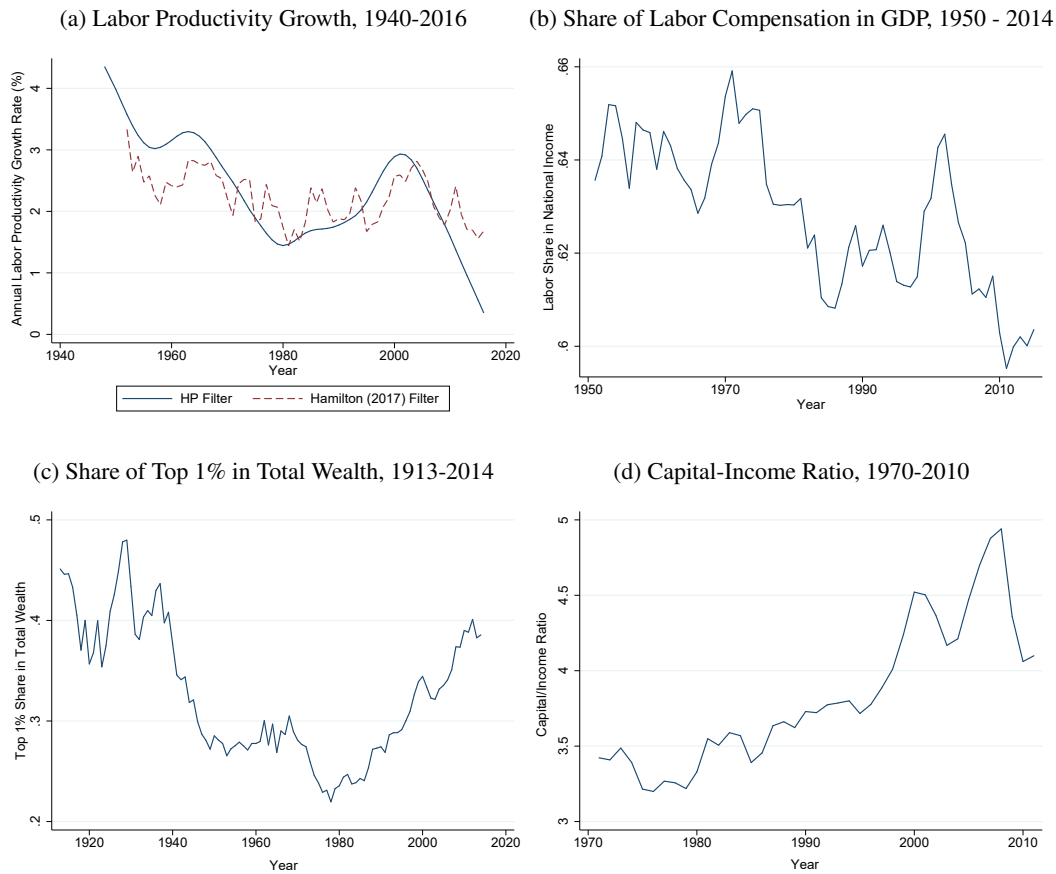 (a) Labor Productivity Growth, 1940-2016
Annual Labor Productivity Growth Rate (%)
4
3
2
1
0
1940 1960 1980 2000 2020
Year
HP Filter Hamilton (2017) Filter
(b) Share of Labor Compensation in GDP, 1950 - 2014
Labor Share in National Income
.66
.64
.62
.6
1950 1970 1990 2010
Year
(c) Share of Top 1% in Total Wealth, 1913-2014
Top 1% Share in Total Wealth
.5
.4
.3
.2
1920 1940 1960 1980 2000 2020
Year
(d) Capital-Income Ratio, 1970-2010
Capital/Income Ratio
5
4.5
4
3.5
3
1970 1980 1990 2000 2010
Year